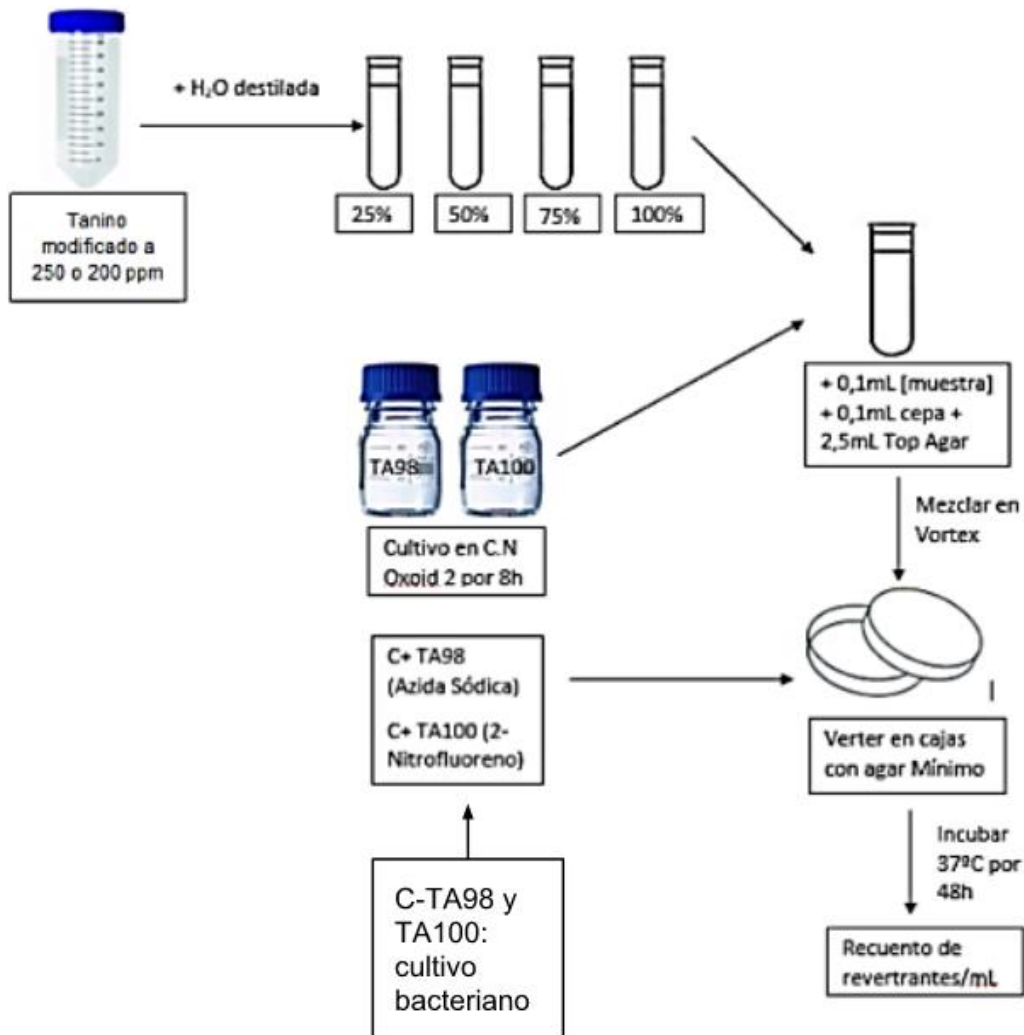 + H₂O destilada
Tanino
modificado a
250 o 200 ppm
25%
50%
75%
100%
+ 0,1mL [muestra]
+ 0,1mL cepa +
2,5mL Top Agar
TA98
TA100
Cultivo en C.N
Oxoid 2 por 8h
Mezclar en
Vortex
C+ TA98
(Azida Sódica)
C+ TA100 (2-
Nitrofluoreno)
Verter en cajas
con agar Mínimo
Incubar
37ºC por
48h
C-TA98 y
TA100:
cultivo
bacteriano
Recuento de
revertrantes/mL